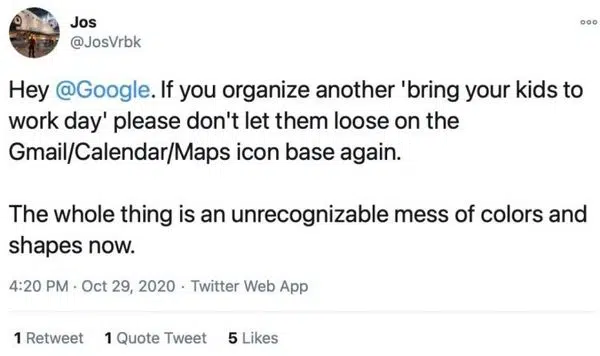 Jos
@JosVrbk
Hey @Google. If you organize another 'bring your kids to
work day' please don't let them loose on the
Gmail/Calendar/Maps icon base again.
The whole thing is an unrecognizable mess of colors and
shapes now.
4:20 PM · Oct 29, 2020 · Twitter Web App
1 Retweet 1 Quote Tweet 5 Likes